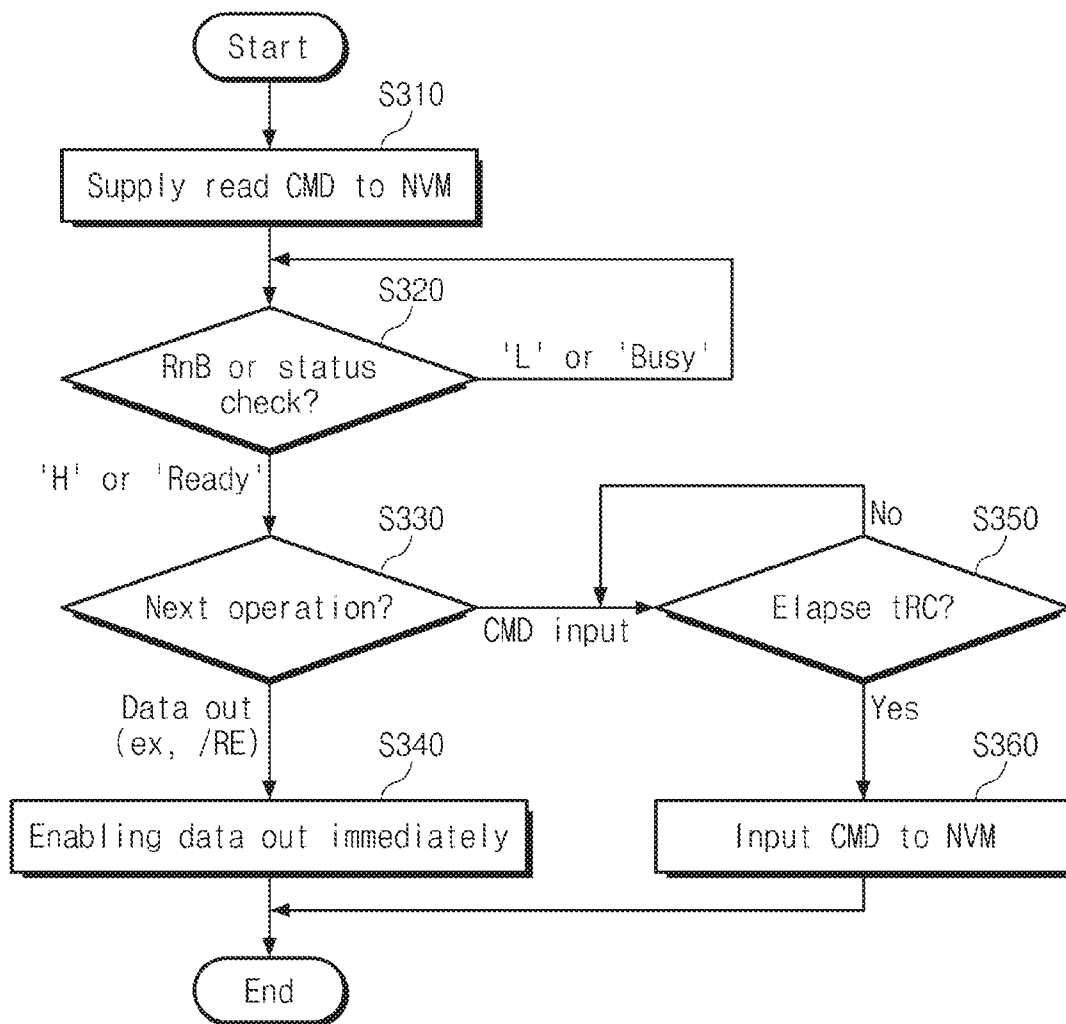 Start
S310
Supply read CMD to NVM
S320
RnB or status
check?
'L' or 'Busy'
'H' or 'Ready'
S330
Next operation?
CMD input
No
S350
Elapse tRC?
Data out
(ex, /RE)
Yes
S340
Enabling data out immediately
S360
Input CMD to NVM
End